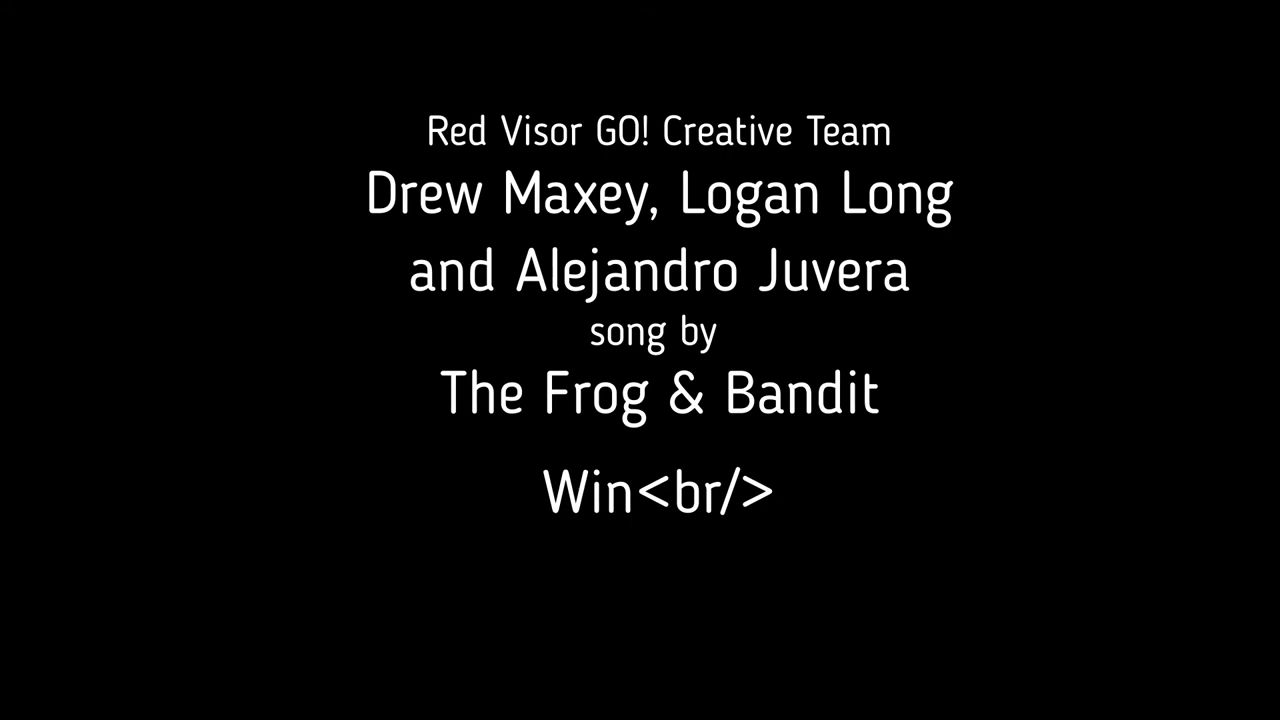 Red Visor GO! Creative Team
Drew Maxey, Logan Long
and Alejandro Juvera
song by
The Frog & Bandit
Win<br/>